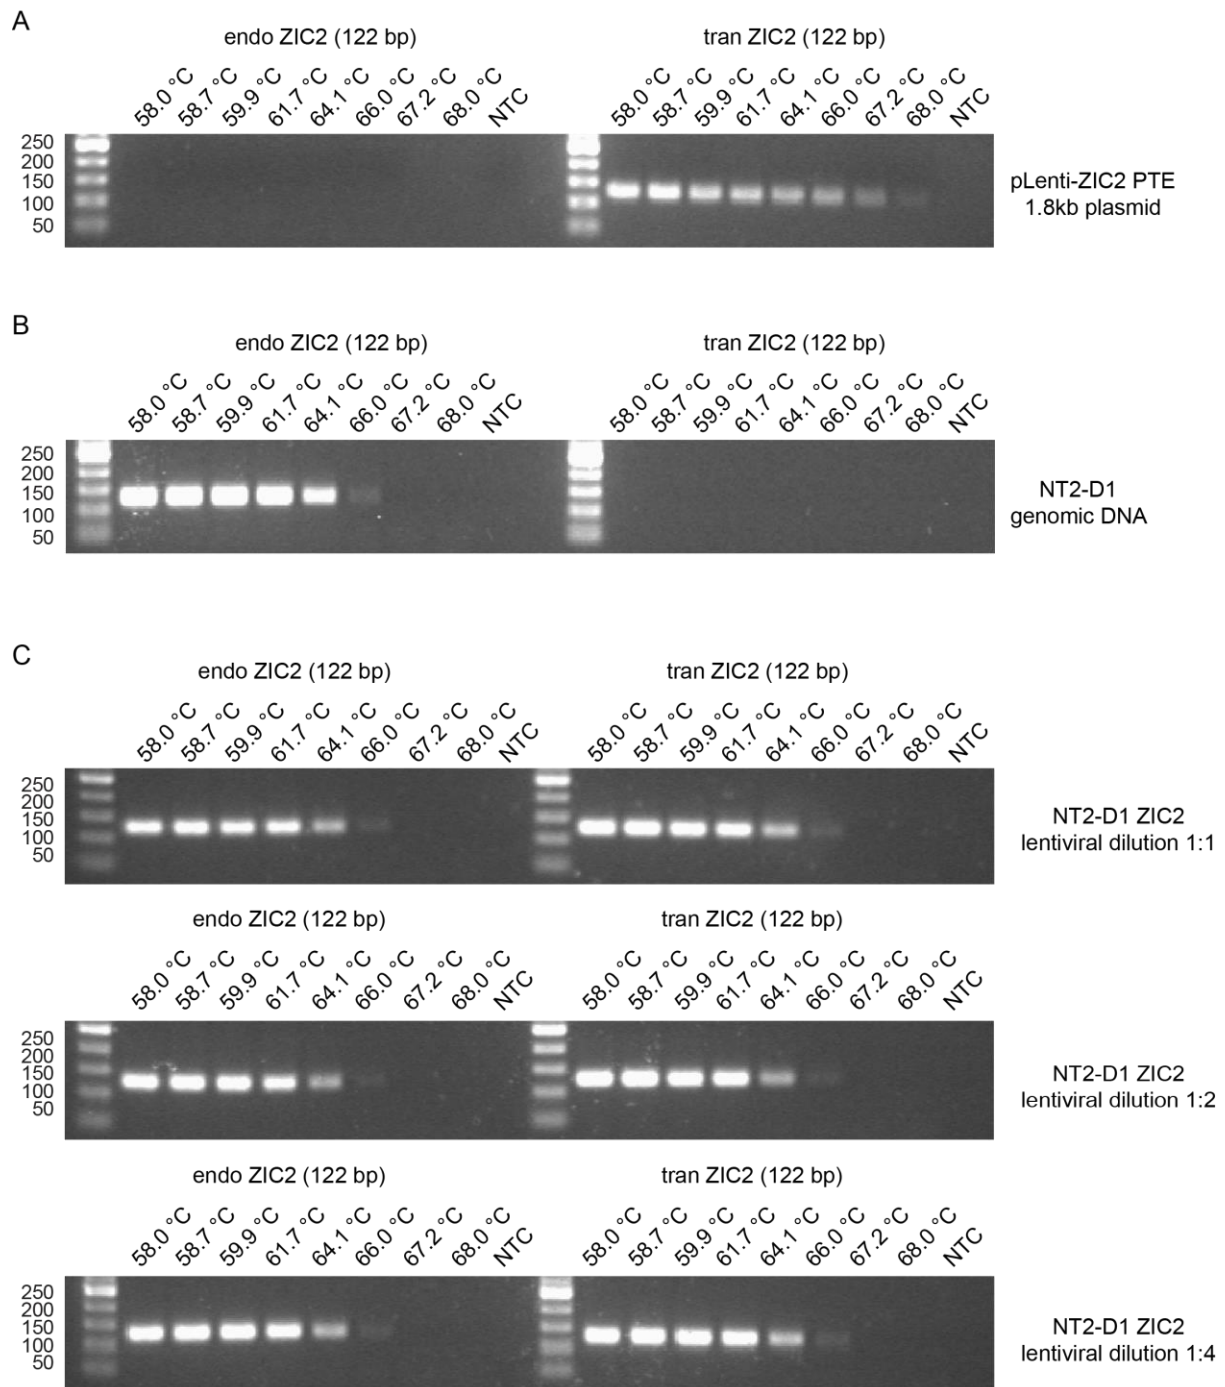 A
endo ZIC2 (122 bp) tran ZIC2 (122 bp)
58.0 °C 58.7 °C 59.9 °C 61.7 °C 64.1 °C 66.0 °C 67.2 °C 68.0 °C NTC 58.0 °C 58.7 °C 59.9 °C 61.7 °C 64.1 °C 66.0 °C 67.2 °C 68.0 °C NTC
250
200
150
100
50
pLenti-ZIC2 PTE
1.8kb plasmid
B
endo ZIC2 (122 bp) tran ZIC2 (122 bp)
58.0 °C 58.7 °C 59.9 °C 61.7 °C 64.1 °C 66.0 °C 67.2 °C 68.0 °C NTC 58.0 °C 58.7 °C 59.9 °C 61.7 °C 64.1 °C 66.0 °C 67.2 °C 68.0 °C NTC
250
200
150
100
50
NT2-D1
genomic DNA
C
endo ZIC2 (122 bp) tran ZIC2 (122 bp)
58.0 °C 58.7 °C 59.9 °C 61.7 °C 64.1 °C 66.0 °C 67.2 °C 68.0 °C NTC 58.0 °C 58.7 °C 59.9 °C 61.7 °C 64.1 °C 66.0 °C 67.2 °C 68.0 °C NTC
250
200
150
100
50
NT2-D1 ZIC2
lentiviral dilution 1:1
endo ZIC2 (122 bp) tran ZIC2 (122 bp)
58.0 °C 58.7 °C 59.9 °C 61.7 °C 64.1 °C 66.0 °C 67.2 °C 68.0 °C NTC 58.0 °C 58.7 °C 59.9 °C 61.7 °C 64.1 °C 66.0 °C 67.2 °C 68.0 °C NTC
250
200
150
100
50
NT2-D1 ZIC2
lentiviral dilution 1:2
endo ZIC2 (122 bp) tran ZIC2 (122 bp)
58.0 °C 58.7 °C 59.9 °C 61.7 °C 64.1 °C 66.0 °C 67.2 °C 68.0 °C NTC 58.0 °C 58.7 °C 59.9 °C 61.7 °C 64.1 °C 66.0 °C 67.2 °C 68.0 °C NTC
250
200
150
100
50
NT2-D1 ZIC2
lentiviral dilution 1:4